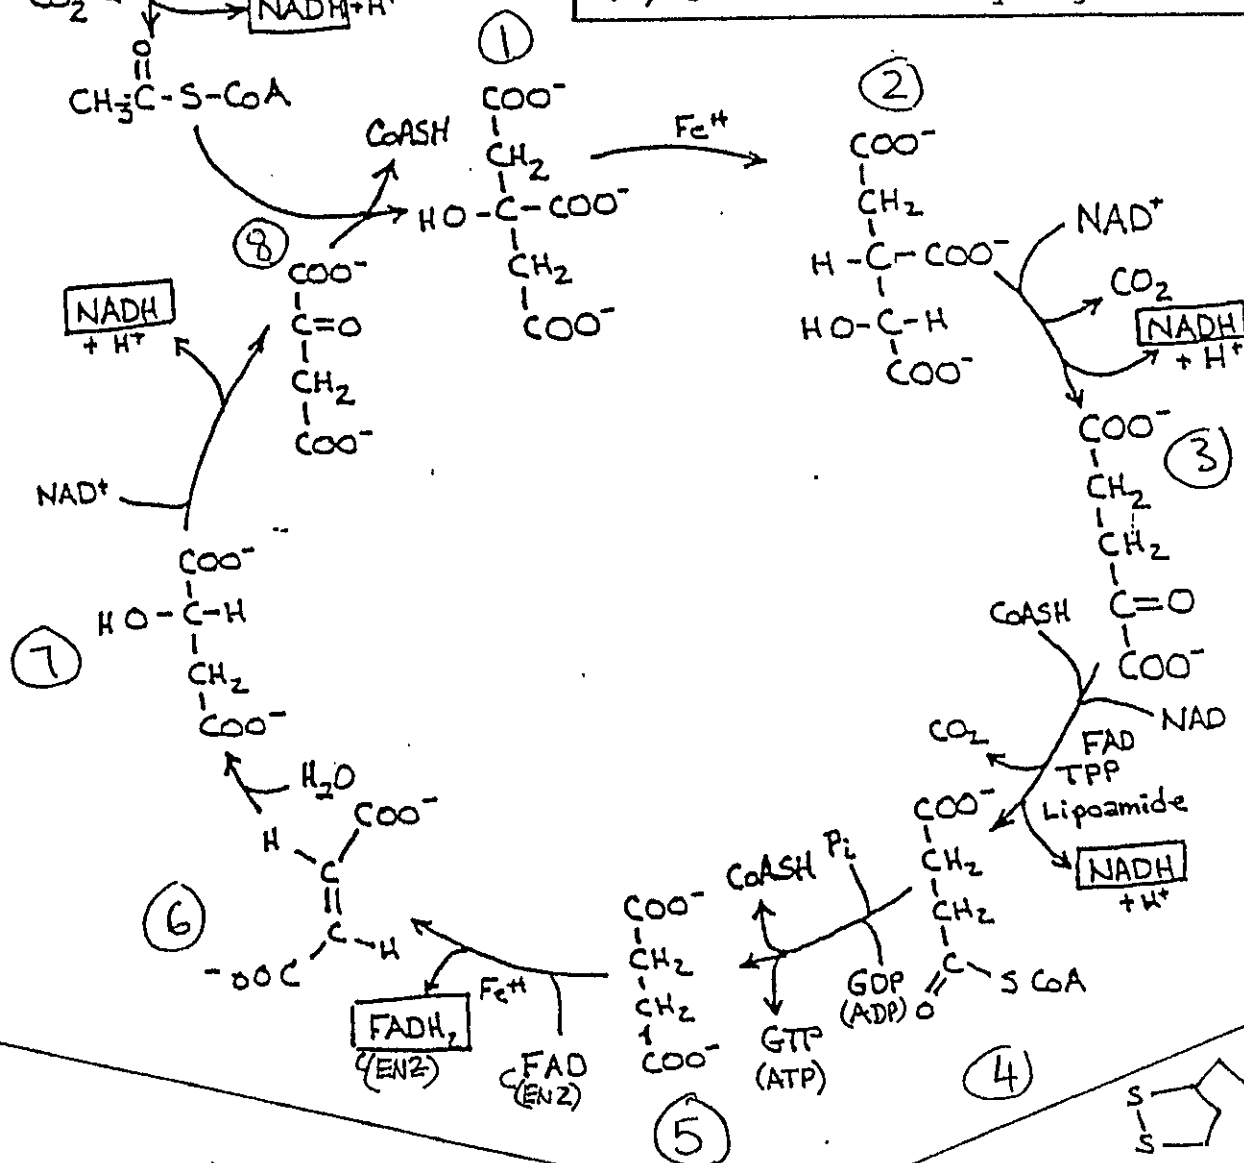 NADH + H⁺
O
||
CH₃-C-S-CoA
CoASH
①
COO⁻
CH₂
HO-C-COO⁻
CH₂
COO⁻
Fe⁺⁺
②
COO⁻
CH₂
H-C-COO⁻
HO-C-H
COO⁻
NAD⁺
CO₂
NADH
+ H⁺
③
COO⁻
CH₂
CH₂
C=O
COO⁻
CoASH
NAD
CO₂
FAD
TPP
Lipoamide
NADH
+ H⁺
④
COO⁻
CH₂
CH₂
C-S CoA
O
Pi
CoASH
GDP
(ADP)
GTP
(ATP)
⑤
COO⁻
CH₂
CH₂
COO⁻
FAD
(ENZ)
Fe⁺⁺
FADH₂
(ENZ)
⑥
H COO⁻
C
||
C-H
⁻OOC
H₂O
⑦
COO⁻
HO-C-H
CH₂
COO⁻
NAD⁺
NADH
+ H⁺
⑧
COO⁻
C=O
CH₂
COO⁻
S
S